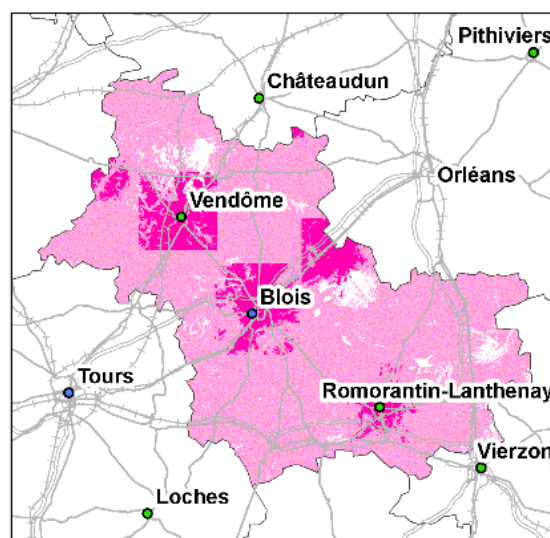 Pithiviers
Châteaudun
Orléans
Vendôme
Blois
Tours
Romorantin-Lanthenay
Vierzon
Loches